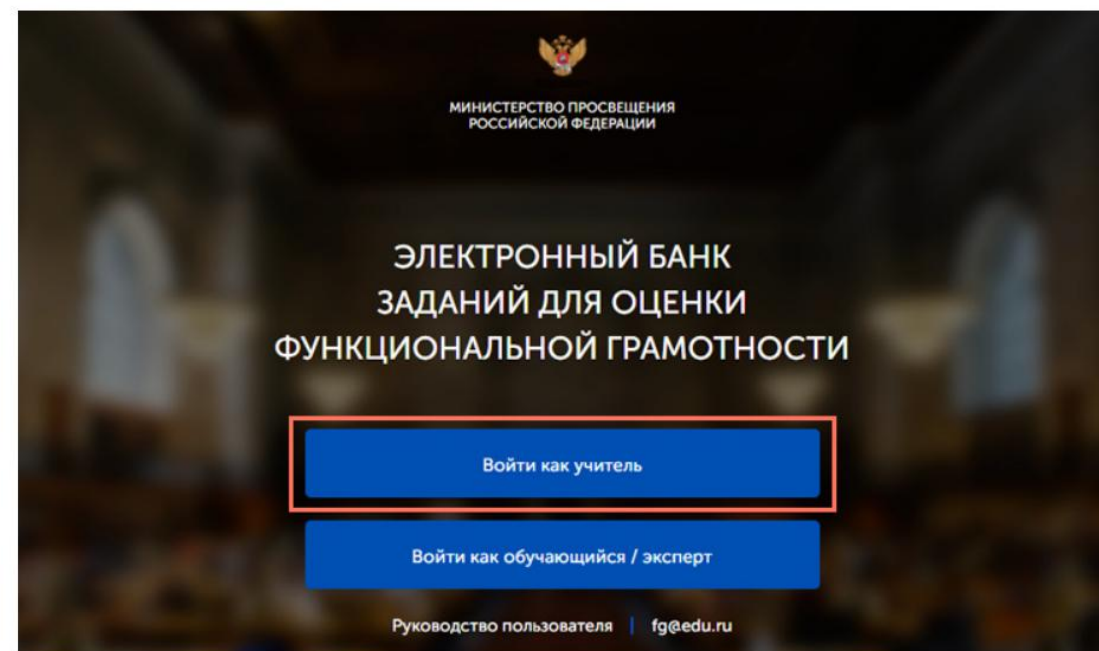 МИНИСТЕРСТВО ПРОСВЕЩЕНИЯ
РОССИЙСКОЙ ФЕДЕРАЦИИ
ЭЛЕКТРОННЫЙ БАНК
ЗАДАНИЙ ДЛЯ ОЦЕНКИ
ФУНКЦИОНАЛЬНОЙ ГРАМОТНОСТИ
Войти как учитель
Войти как обучающийся / эксперт
Руководство пользователя | fg@edu.ru